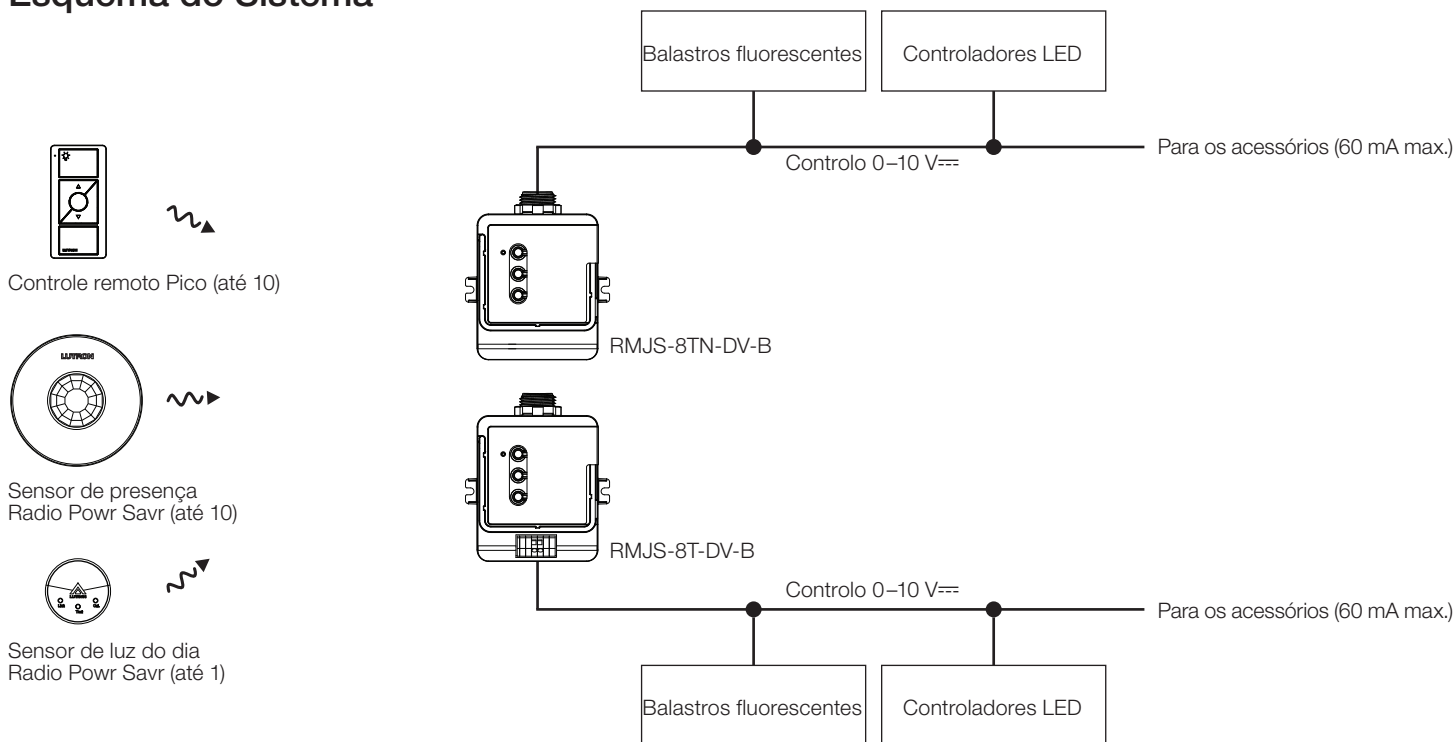 Esquema do Sistema
Balastros fluorescentes
Controladores LED
Para os acessórios (60 mA max.)
Controlo 0–10 V⎓
Controle remoto Pico (até 10)
RMJS-8TN-DV-B
LUTRON
Sensor de presença
Radio Powr Savr (até 10)
RMJS-8T-DV-B
Controlo 0–10 V⎓
Para os acessórios (60 mA max.)
Sensor de luz do dia
Radio Powr Savr (até 1)
Balastros fluorescentes
Controladores LED